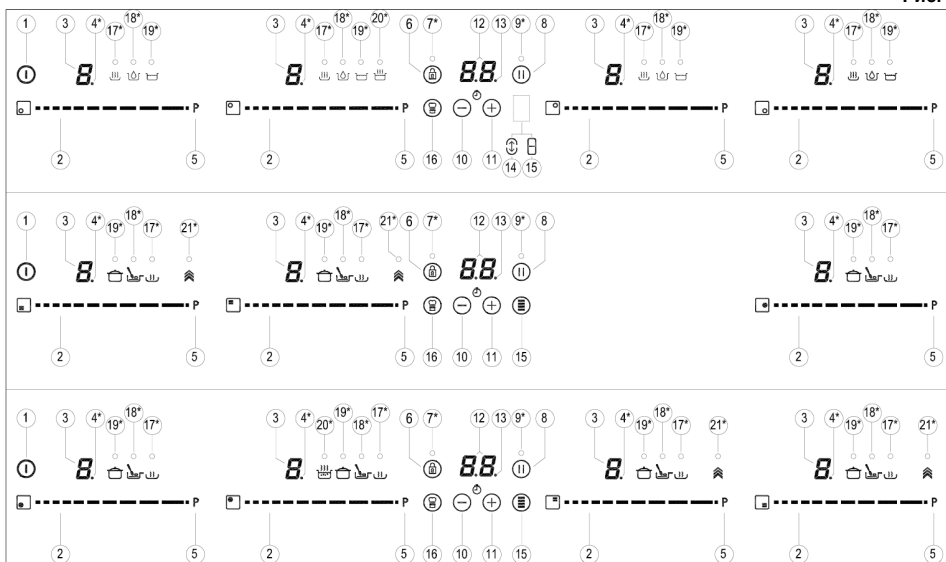 1 3 4* 17* 18* 19* 3 4* 17* 18* 19* 20* 6 7* 12 13 9* 8 3 4* 17* 18* 19* 3 4* 17* 18* 19*
8. 8. 8.8. 8. 8.
P P P P
2 5 2 5 16 10 11 14 15 2 5 2 5
1 3 4* 19* 18* 17* 21* 3 4* 19* 18* 17* 21* 6 7* 12 13 9* 8 3 4* 19* 18* 17*
8. 8. 8.8. 8.
P P P
2 5 2 5 16 10 11 15 2 5
1 3 4* 19* 18* 17* 3 4* 20* 19* 18* 17* 6 7* 12 13 9* 8 3 4* 19* 18* 17* 21* 3 4* 19* 18* 17* 21*
8. 8. 8.8. 8. 8.
P P P P
2 5 2 5 16 10 11 15 2 5 2 5